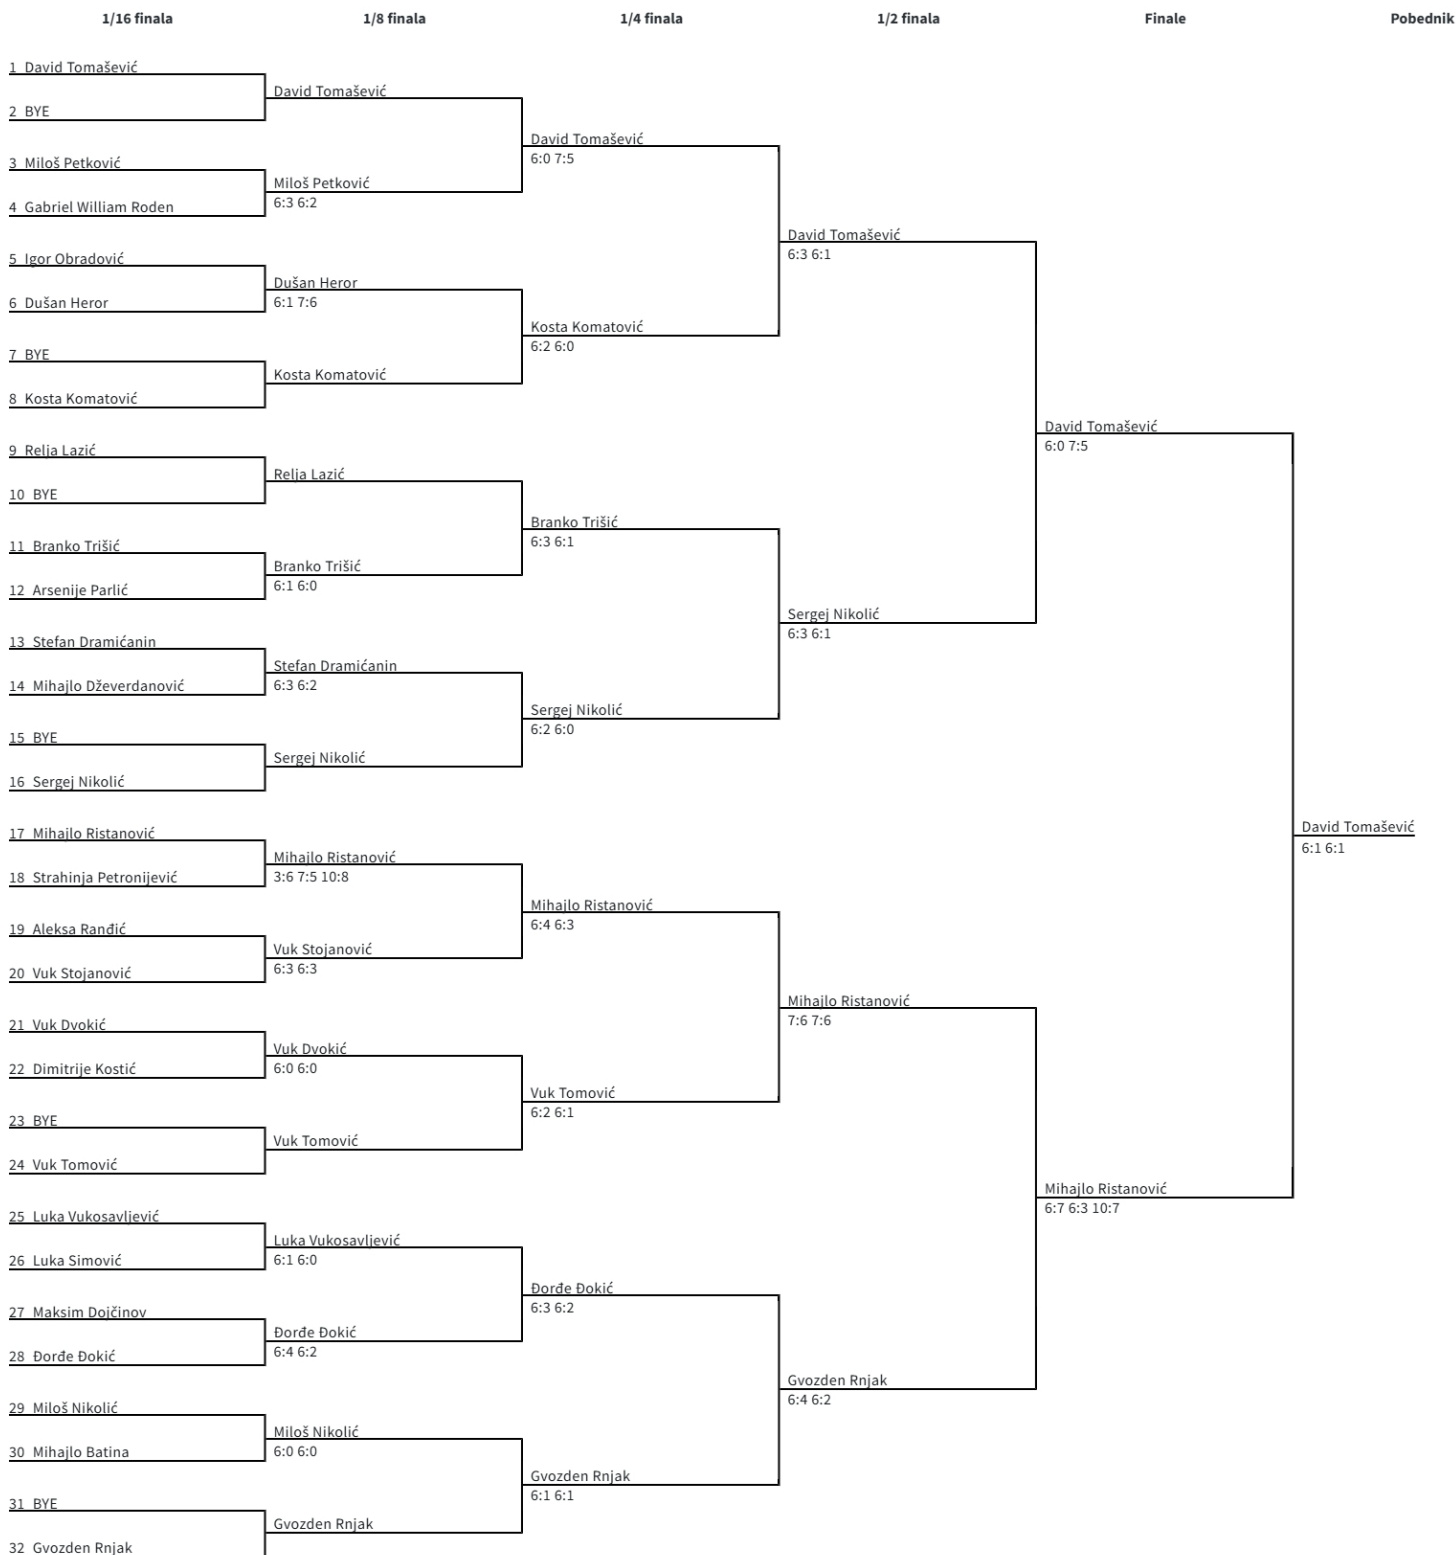 1/16 finala
1/8 finala
1/4 finala
1/2 finala
Finale
Pobednik
1 David Tomašević
2 BYE
3 Miloš Petković
4 Gabriel William Roden
5 Igor Obradović
6 Dušan Heror
7 BYE
8 Kosta Komatović
9 Relja Lazić
10 BYE
11 Branko Trišić
12 Arsenije Parlić
13 Stefan Dramićanin
14 Mihajlo Dževerdanović
15 BYE
16 Sergej Nikolić
17 Mihajlo Ristanović
18 Strahinja Petronijević
19 Aleksa Ranđić
20 Vuk Stojanović
21 Vuk Dvokić
22 Dimitrije Kostić
23 BYE
24 Vuk Tomović
25 Luka Vukosavljević
26 Luka Simović
27 Maksim Dojčinov
28 Đorđe Đokić
29 Miloš Nikolić
30 Mihajlo Batina
31 BYE
32 Gvozden Rnjak
David Tomašević
Miloš Petković
6:3 6:2
Dušan Heror
6:1 7:6
Kosta Komatović
Relja Lazić
Branko Trišić
6:1 6:0
Stefan Dramićanin
6:3 6:2
Sergej Nikolić
Mihajlo Ristanović
3:6 7:5 10:8
Vuk Stojanović
6:3 6:3
Vuk Dvokić
6:0 6:0
Vuk Tomović
Luka Vukosavljević
6:1 6:0
Đorđe Đokić
6:4 6:2
Miloš Nikolić
6:0 6:0
Gvozden Rnjak
David Tomašević
6:0 7:5
Kosta Komatović
6:2 6:0
Branko Trišić
6:3 6:1
Sergej Nikolić
6:2 6:0
Mihajlo Ristanović
6:4 6:3
Vuk Tomović
6:2 6:1
Đorđe Đokić
6:3 6:2
Gvozden Rnjak
6:1 6:1
David Tomašević
6:3 6:1
Sergej Nikolić
6:3 6:1
Mihajlo Ristanović
7:6 7:6
Gvozden Rnjak
6:4 6:2
David Tomašević
6:0 7:5
Mihajlo Ristanović
6:7 6:3 10:7
David Tomašević
6:1 6:1